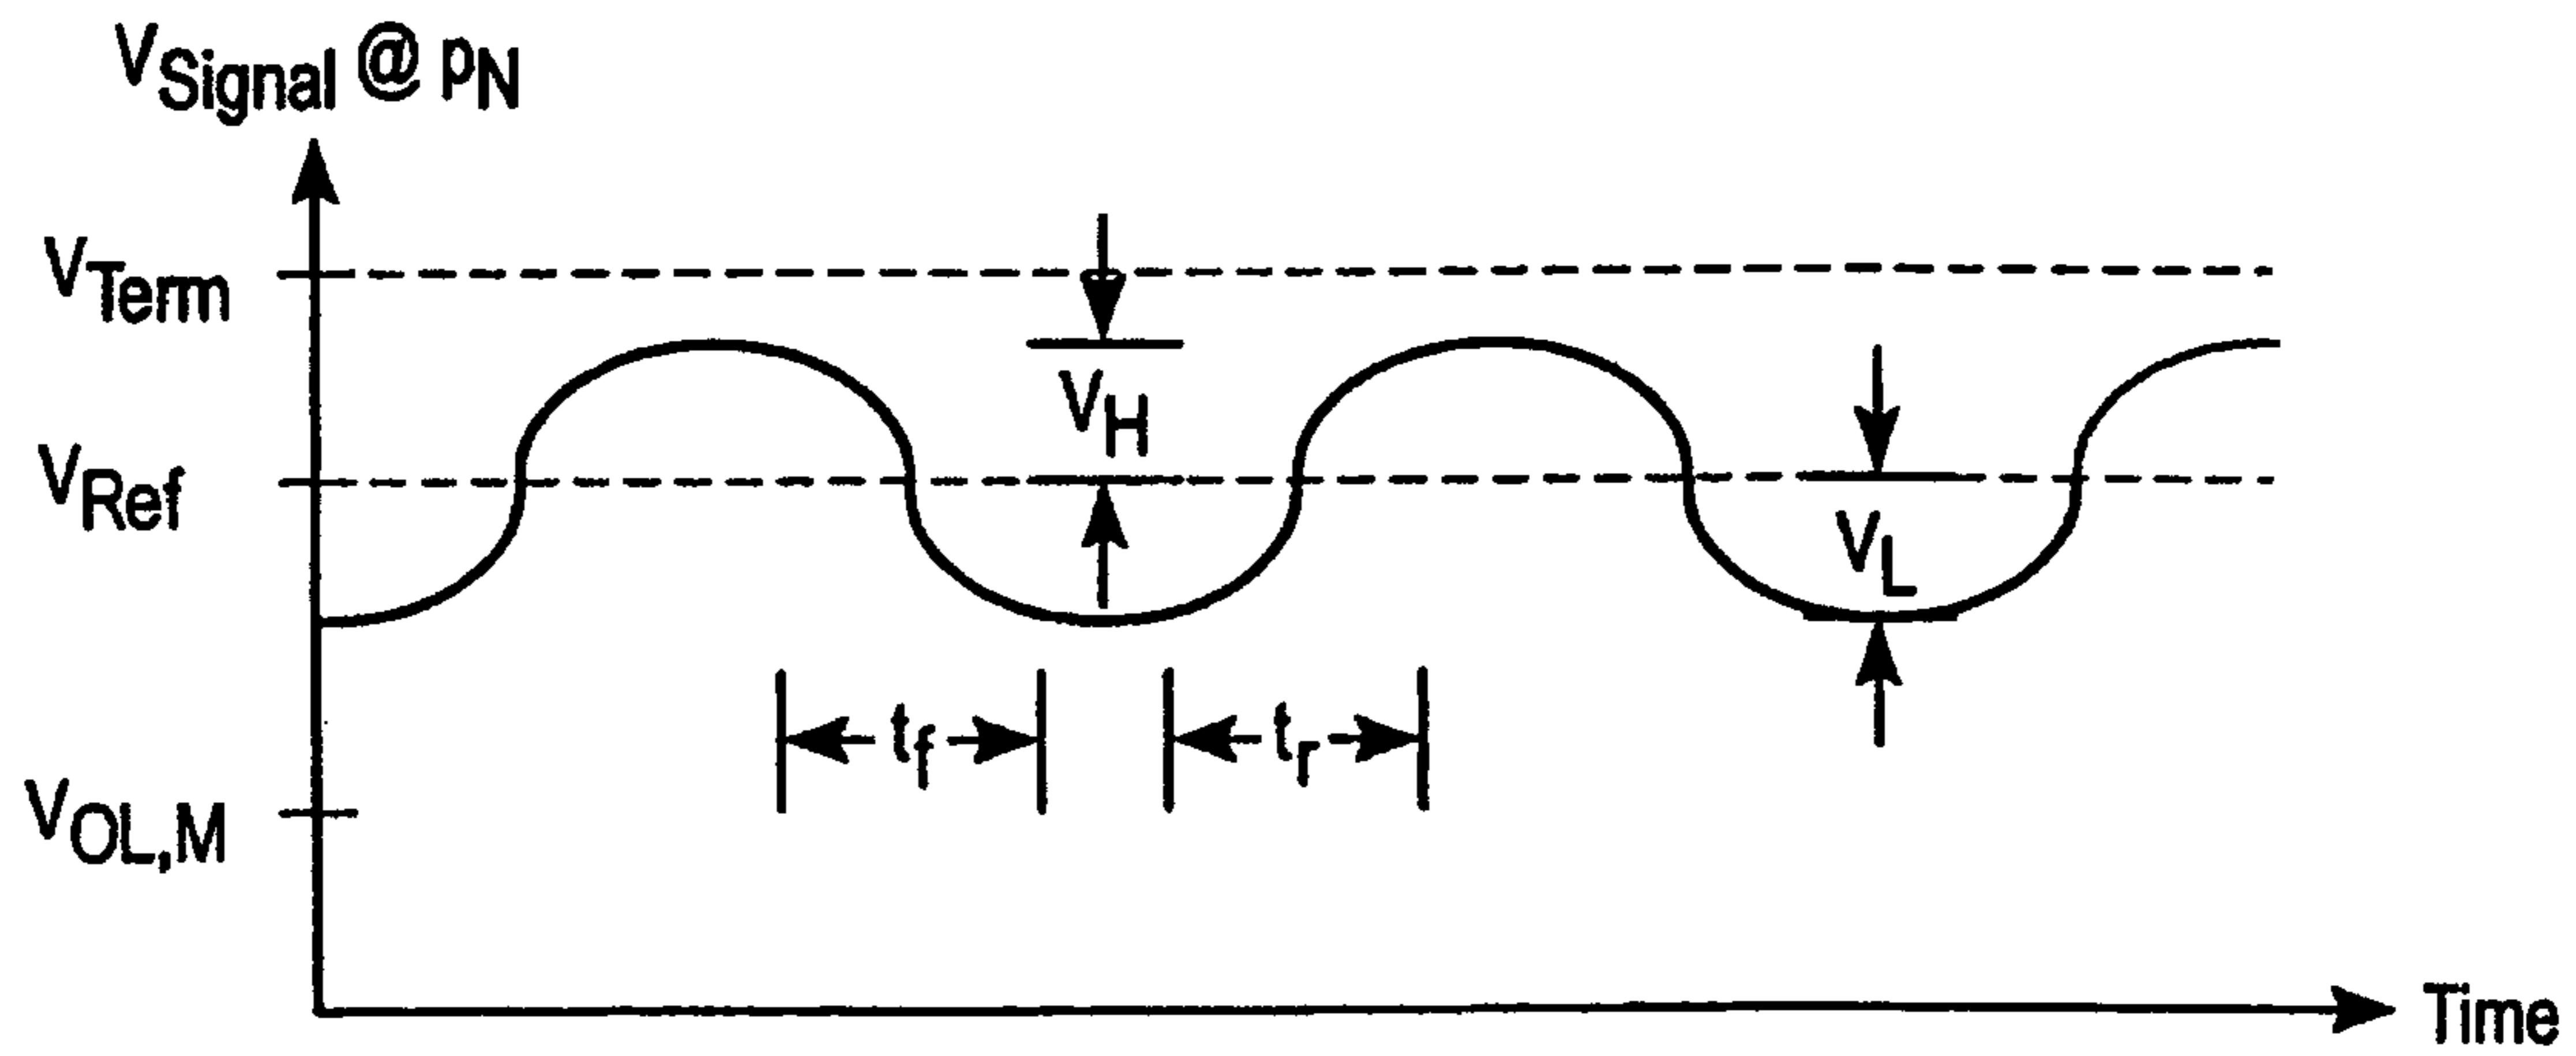 VSignal @ pN
VTerm
VH
VRef
VL
tf
tr
VOL,M
Time